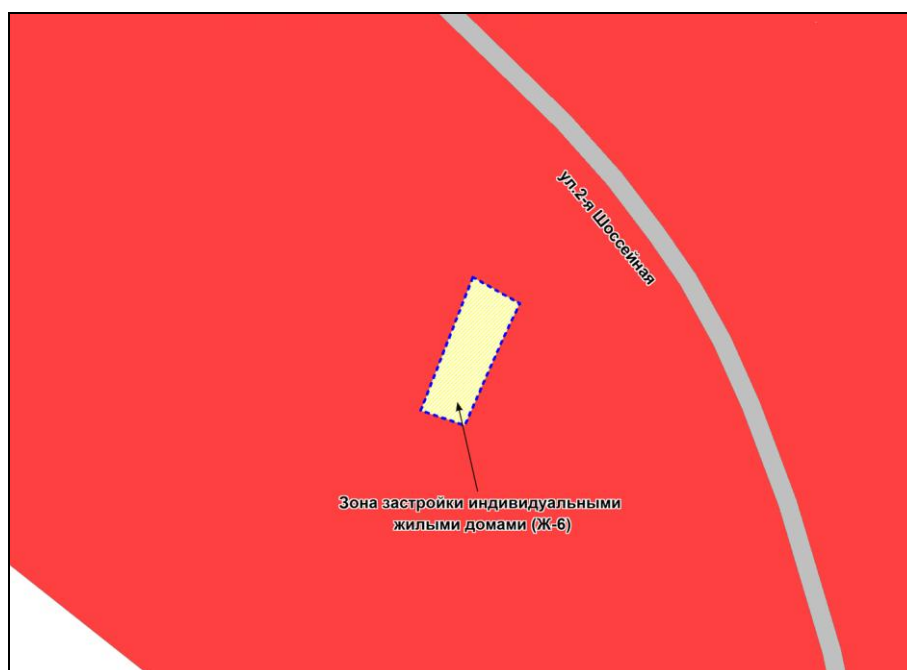 ул.2-я Шоссейная
Зона застройки индивидуальными
жилыми домами (Ж-6)